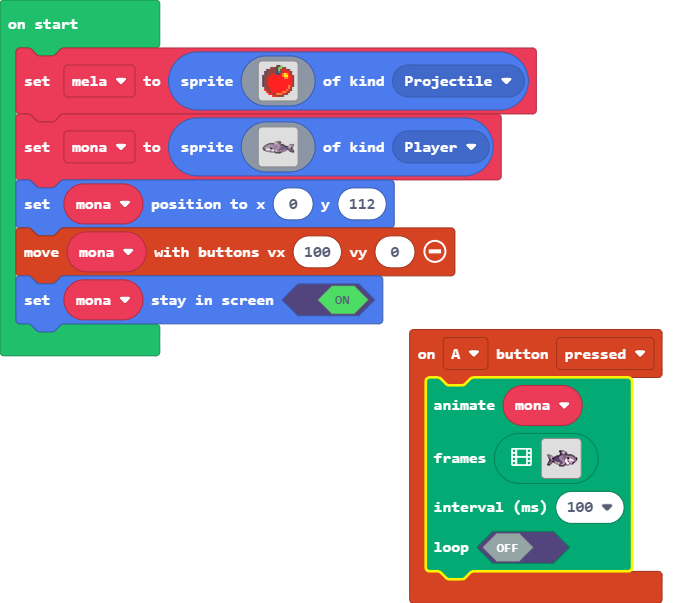 on start
set mela to sprite of kind Projectile
set mona to sprite of kind Player
set mona position to x 0 y 112
move mona with buttons vx 100 vy 0
set mona stay in screen ON
on A button pressed
animate mona
frames
interval (ms) 100
loop OFF